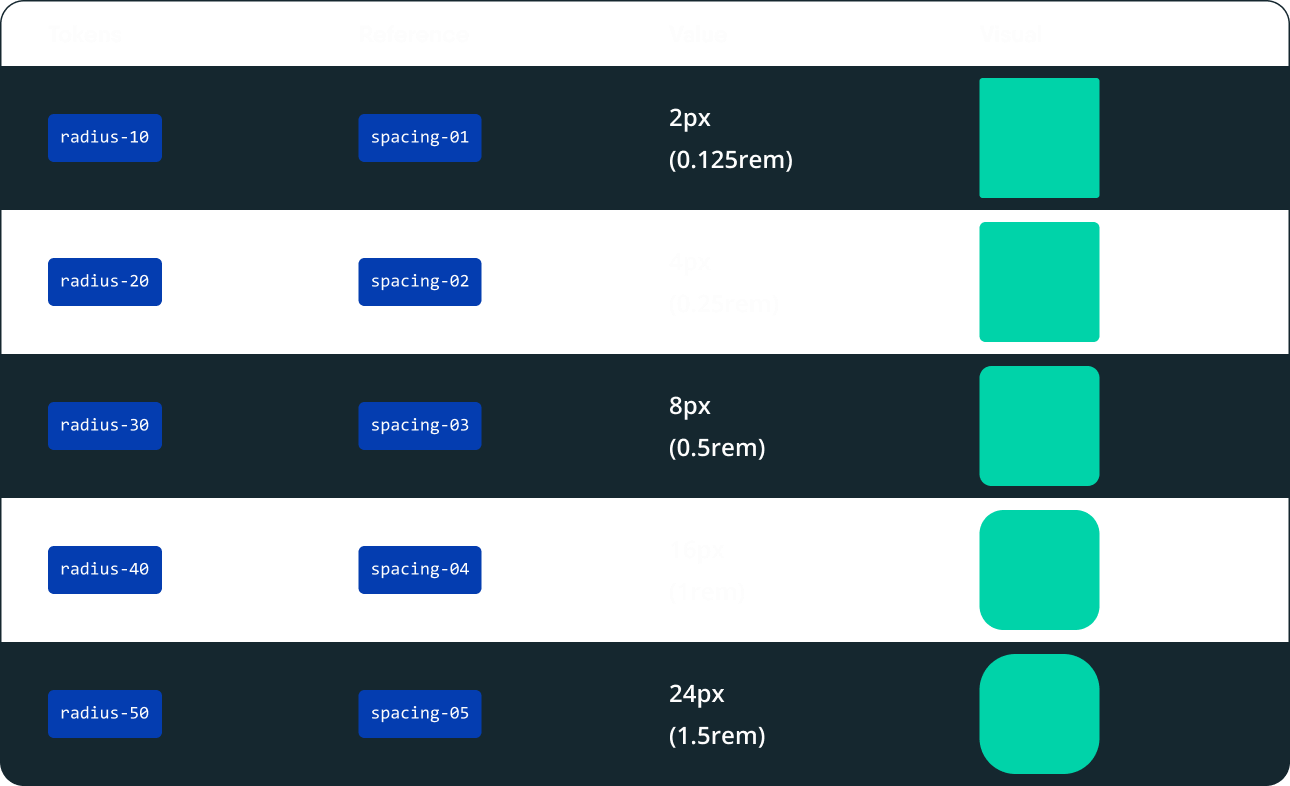 Tokens Reference Value Visual
radius-10 spacing-01 2px
(0.125rem)
radius-20 spacing-02 4px
(0.25rem)
radius-30 spacing-03 8px
(0.5rem)
radius-40 spacing-04 16px
(1rem)
radius-50 spacing-05 24px
(1.5rem)